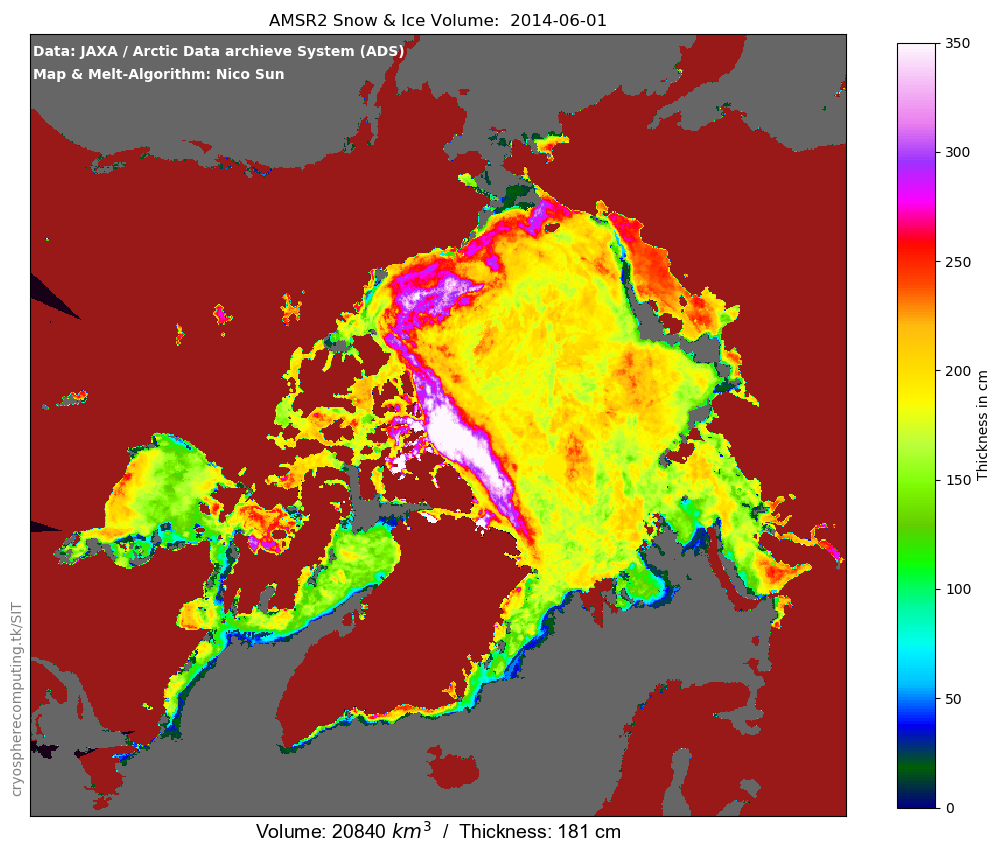 AMSR2 Snow & Ice Volume:  2014-06-01
Data: JAXA / Arctic Data archieve System (ADS)
Map & Melt-Algorithm: Nico Sun
350
300
250
200
150
100
50
0
Thickness in cm
cryospherecomputing.tk/SIT
Volume: 20840 km³  /  Thickness: 181 cm